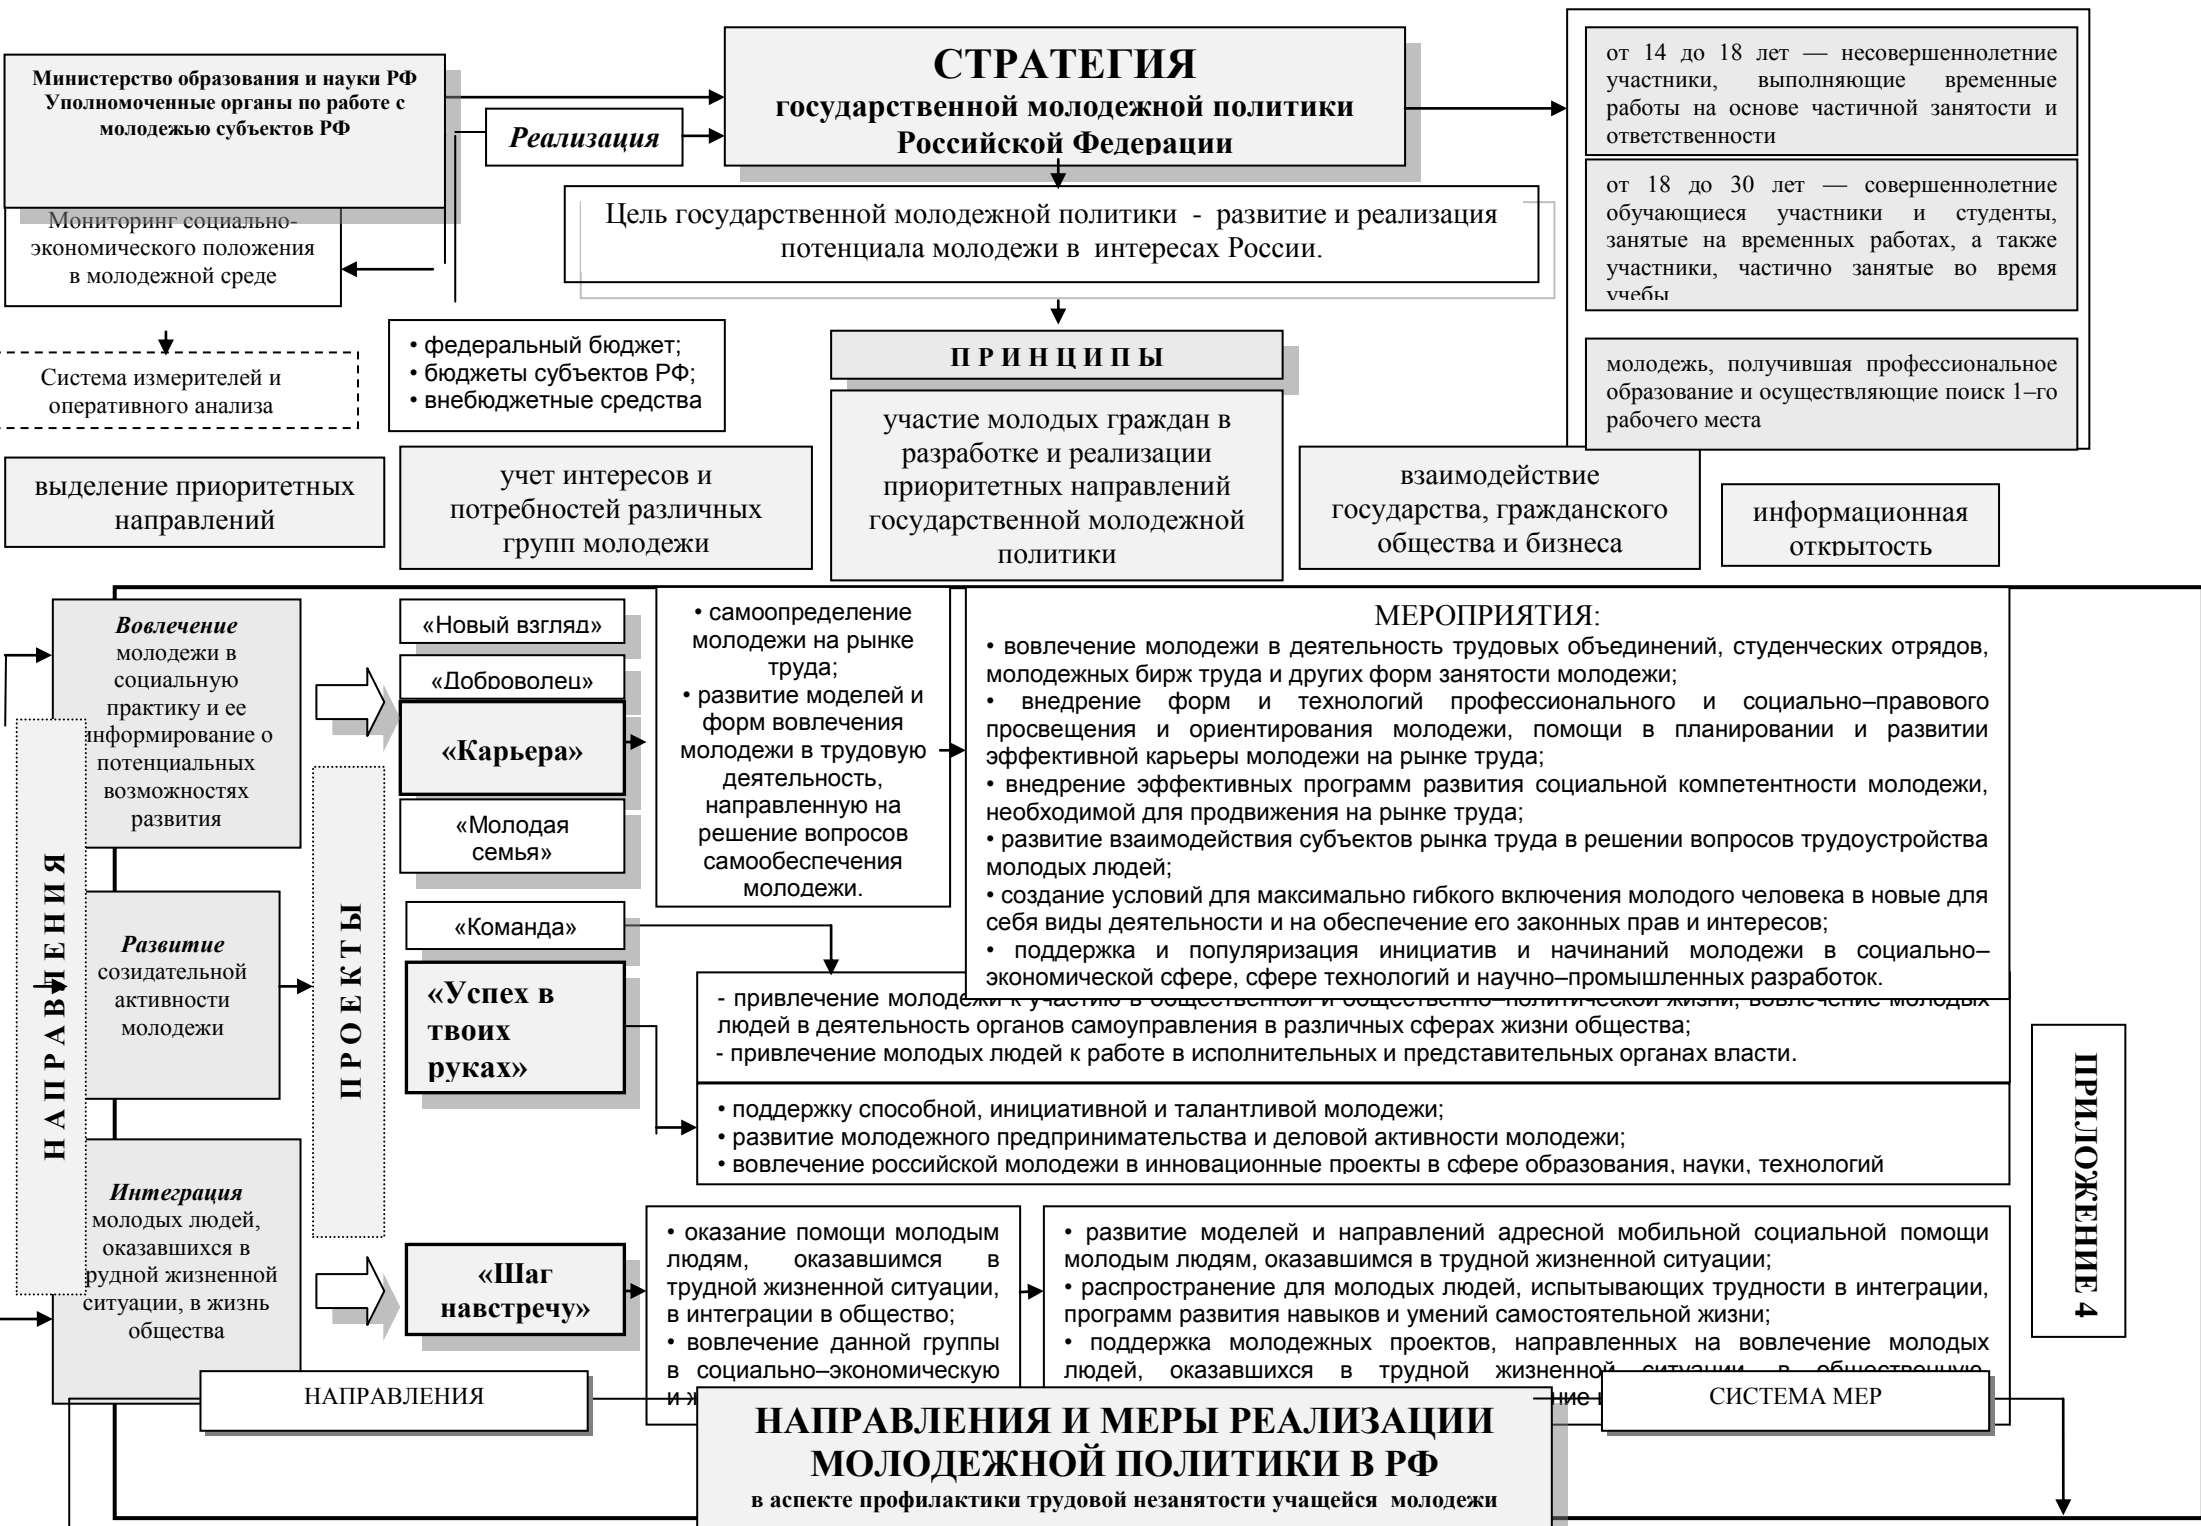 Министерство образования и науки РФ
Уполномоченные органы по работе с
молодежью субъектов РФ
Реализация
СТРАТЕГИЯ
государственной молодежной политики
Российской Федерации
от 14 до 18 лет — несовершеннолетние
участники, выполняющие временные
работы на основе частичной занятости и
ответственности
от 18 до 30 лет — совершеннолетние
обучающиеся участники и студенты,
занятые на временных работах, а также
участники, частично занятые во время
учебы
молодежь, получившая профессиональное
образование и осуществляющие поиск 1–го
рабочего места
Мониторинг социально-
экономического положения
в молодежной среде
Цель государственной молодежной политики - развитие и реализация
потенциала молодежи в интересах России.
Система измерителей и
оперативного анализа
• федеральный бюджет;
• бюджеты субъектов РФ;
• внебюджетные средства
П Р И Н Ц И П Ы
выделение приоритетных
направлений
учет интересов и
потребностей различных
групп молодежи
участие молодых граждан в
разработке и реализации
приоритетных направлений
государственной молодежной
политики
взаимодействие
государства, гражданского
общества и бизнеса
информационная
открытость
Н А П Р А В Л Е Н И Я
Вовлечение
молодежи в
социальную
практику и ее
нформирование о
потенциальных
возможностях
развития
Развитие
созидательной
активности
молодежи
Интеграция
молодых людей,
оказавшихся в
рудной жизненной
ситуации, в жизнь
общества
П Р О Е К Т Ы
«Новый взгляд»
«Доброволец»
«Карьера»
«Молодая
семья»
«Команда»
«Успех в
твоих
руках»
«Шаг
навстречу»
• самоопределение
молодежи на рынке
труда;
• развитие моделей и
форм вовлечения
молодежи в трудовую
деятельность,
направленную на
решение вопросов
самообеспечения
молодежи.
МЕРОПРИЯТИЯ:
• вовлечение молодежи в деятельность трудовых объединений, студенческих отрядов,
молодежных бирж труда и других форм занятости молодежи;
• внедрение форм и технологий профессионального и социально–правового
просвещения и ориентирования молодежи, помощи в планировании и развитии
эффективной карьеры молодежи на рынке труда;
• внедрение эффективных программ развития социальной компетентности молодежи,
необходимой для продвижения на рынке труда;
• развитие взаимодействия субъектов рынка труда в решении вопросов трудоустройства
молодых людей;
• создание условий для максимально гибкого включения молодого человека в новые для
себя виды деятельности и на обеспечение его законных прав и интересов;
• поддержка и популяризация инициатив и начинаний молодежи в социально–
экономической сфере, сфере технологий и научно–промышленных разработок.
- привлечение молодежи к участию в общественной и общественно–политической жизни, вовлечение молодых
людей в деятельность органов самоуправления в различных сферах жизни общества;
- привлечение молодых людей к работе в исполнительных и представительных органах власти.
• поддержку способной, инициативной и талантливой молодежи;
• развитие молодежного предпринимательства и деловой активности молодежи;
• вовлечение российской молодежи в инновационные проекты в сфере образования, науки, технологий
• оказание помощи молодым
людям, оказавшимся в
трудной жизненной ситуации,
в интеграции в общество;
• вовлечение данной группы
в социально–экономическую
и
• развитие моделей и направлений адресной мобильной социальной помощи
молодым людям, оказавшимся в трудной жизненной ситуации;
• распространение для молодых людей, испытывающих трудности в интеграции,
программ развития навыков и умений самостоятельной жизни;
• поддержка молодежных проектов, направленных на вовлечение молодых
людей, оказавшихся в трудной жизненной ситуации, в общественную,
ПРИЛОЖЕНИЕ 4
НАПРАВЛЕНИЯ
НАПРАВЛЕНИЯ И МЕРЫ РЕАЛИЗАЦИИ
МОЛОДЕЖНОЙ ПОЛИТИКИ В РФ
в аспекте профилактики трудовой незанятости учащейся молодежи
СИСТЕМА МЕР